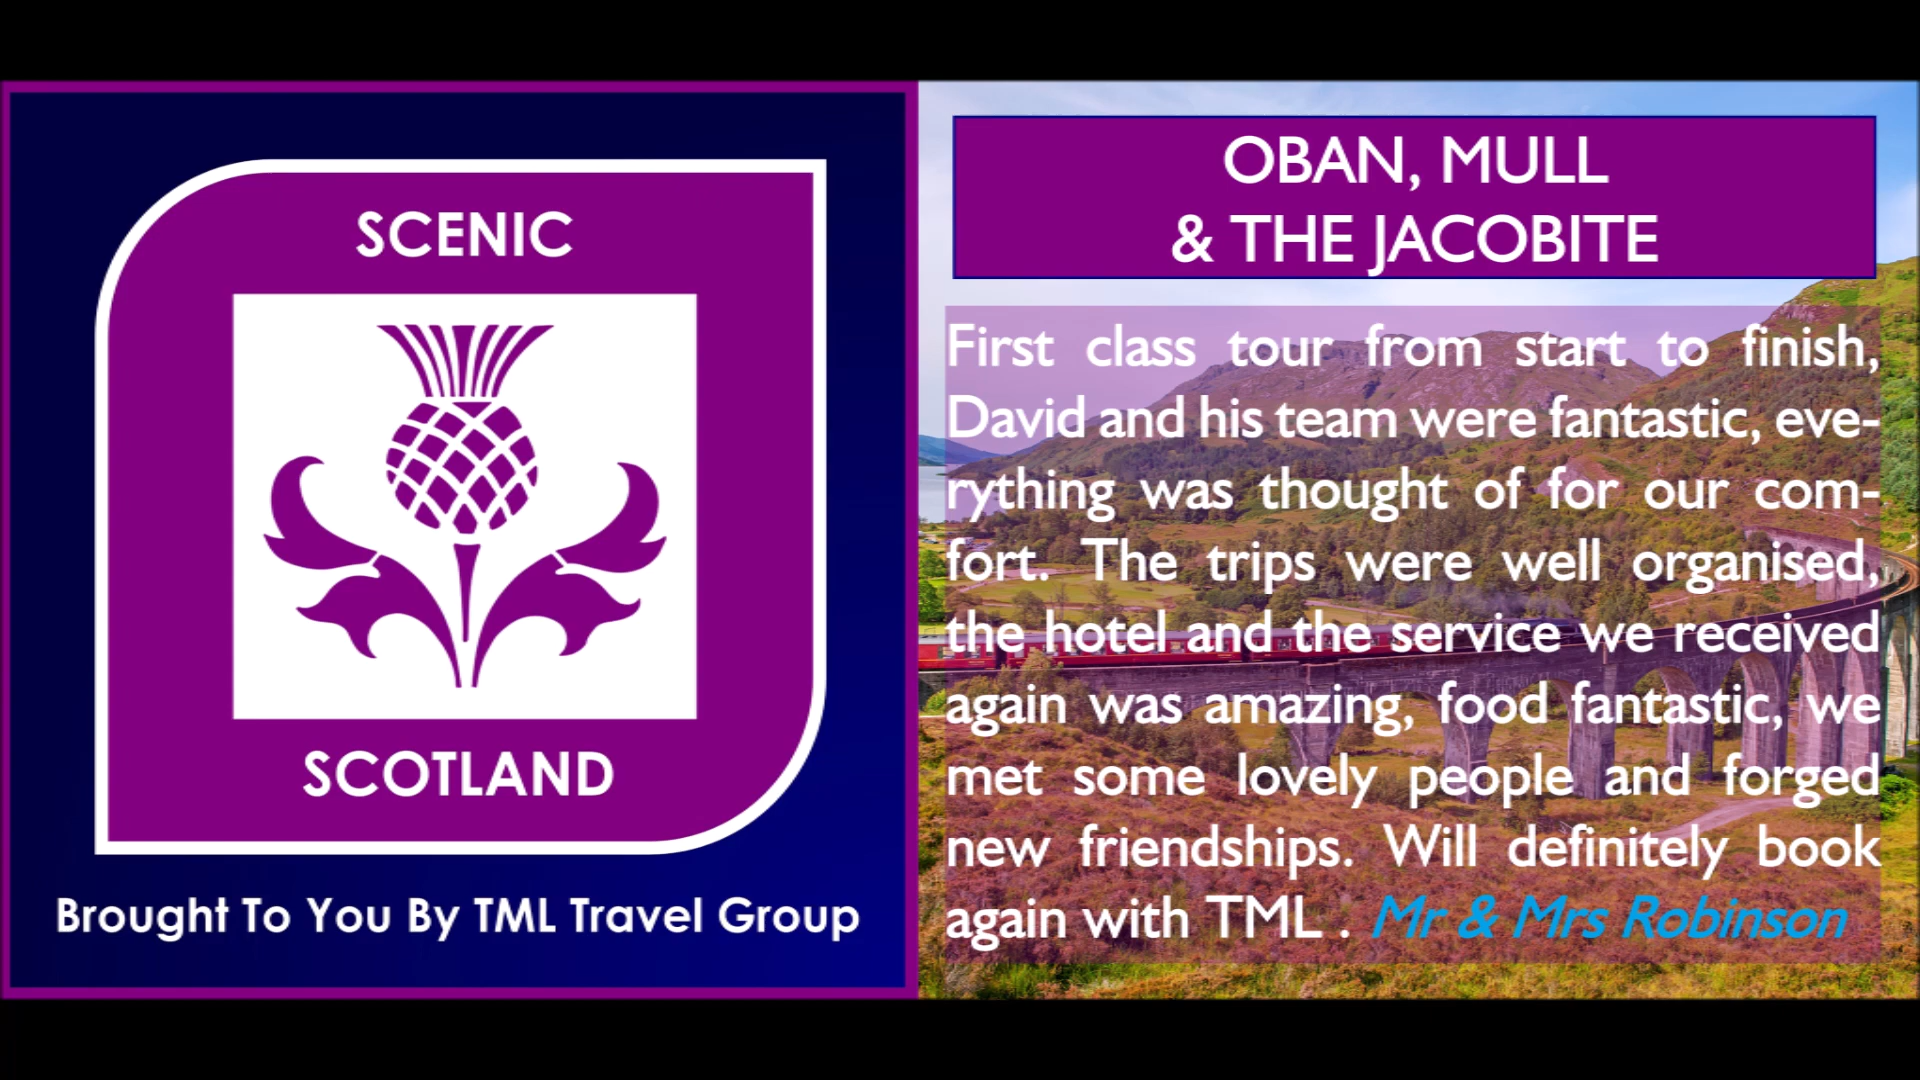 SCENIC
SCOTLAND
Brought To You By TML Travel Group
OBAN, MULL
& THE JACOBITE
First class tour from start to finish,
David and his team were fantastic, eve-
rything was thought of for our com-
fort. The trips were well organised,
the hotel and the service we received
again was amazing, food fantastic, we
met some lovely people and forged
new friendships. Will definitely book
again with TML . Mr & Mrs Robinson